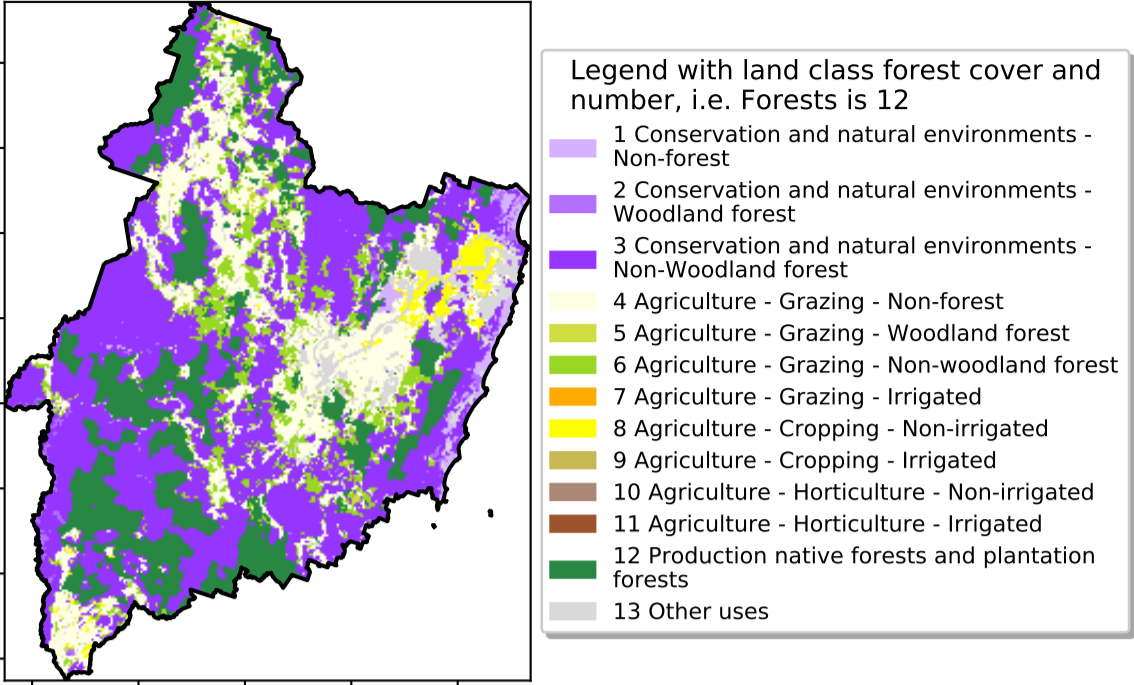 Legend with land class forest cover and
number, i.e. Forests is 12
1 Conservation and natural environments -
Non-forest
2 Conservation and natural environments -
Woodland forest
3 Conservation and natural environments -
Non-Woodland forest
4 Agriculture - Grazing - Non-forest
5 Agriculture - Grazing - Woodland forest
6 Agriculture - Grazing - Non-woodland forest
7 Agriculture - Grazing - Irrigated
8 Agriculture - Cropping - Non-irrigated
9 Agriculture - Cropping - Irrigated
10 Agriculture - Horticulture - Non-irrigated
11 Agriculture - Horticulture - Irrigated
12 Production native forests and plantation
forests
13 Other uses